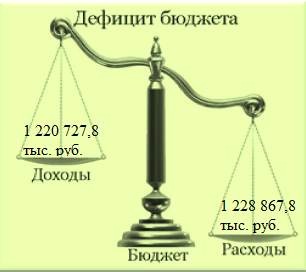 Дефицит бюджета
1 220 727,8
тыс. руб.
Доходы
1 228 867,8
тыс. руб.
Расходы
Бюджет